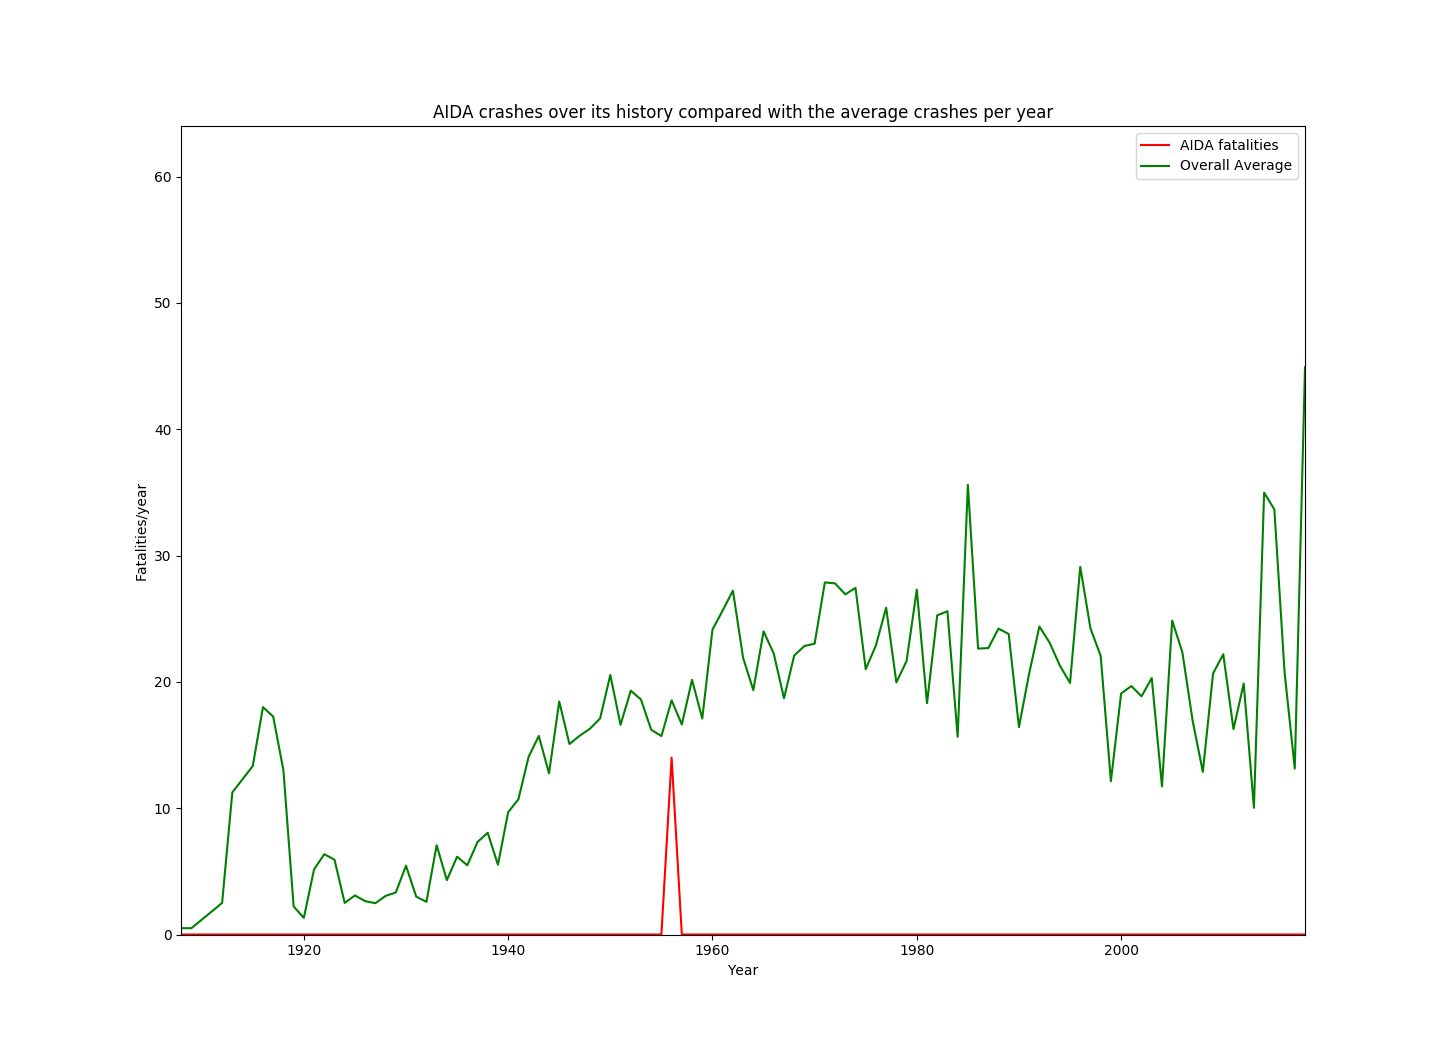 AIDA crashes over its history compared with the average crashes per year
AIDA fatalities
Overall Average
60
50
40
30
20
10
0
Fatalities/year
1920 1940 1960 1980 2000
Year